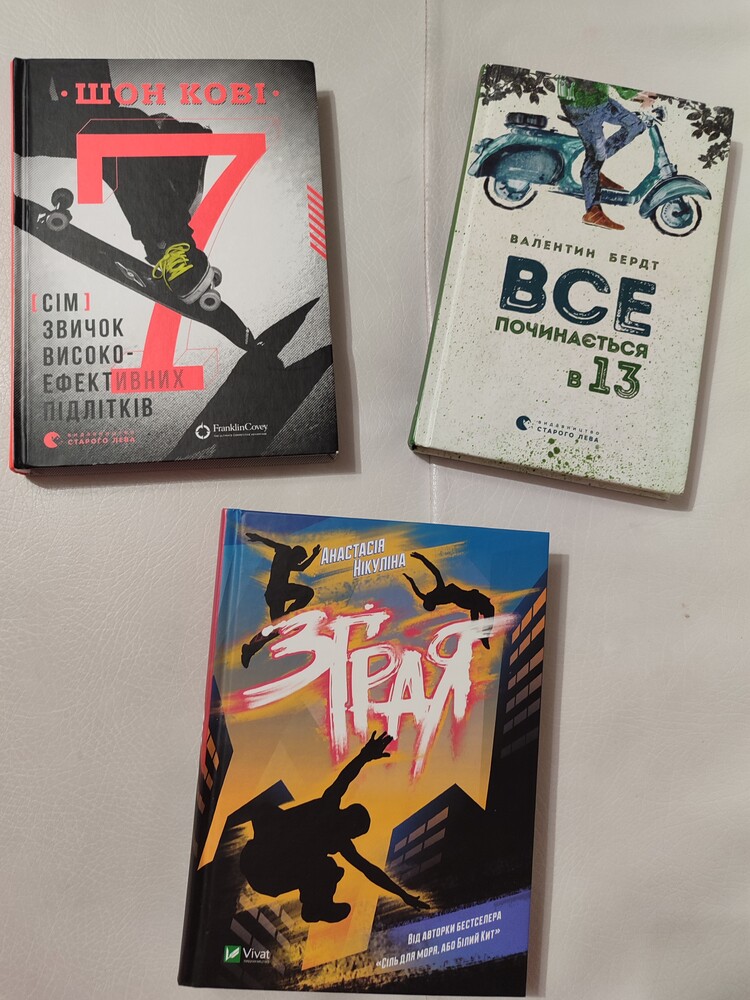 · ШОН КОВІ ·
7
[СІМ]
ЗВИЧОК
ВИСОКО-
ЕФЕКТИВНИХ
ПІДЛІТКІВ
ВИДАВНИЦТВО
СТАРОГО ЛЕВА
FranklinCovey
ВАЛЕНТИН БЕРДТ
ВСЕ
ПОЧИНАЄТЬСЯ
В 13
ВИДАВНИЦТВО
СТАРОГО ЛЕВА
АНАСТАСІЯ
НІКУЛІНА
ЗГРАЯ
Vivat
ВІД АВТОРКИ БЕСТСЕЛЕРА
«СІЛЬ ДЛЯ МОРЯ, АБО БІЛИЙ КИТ»